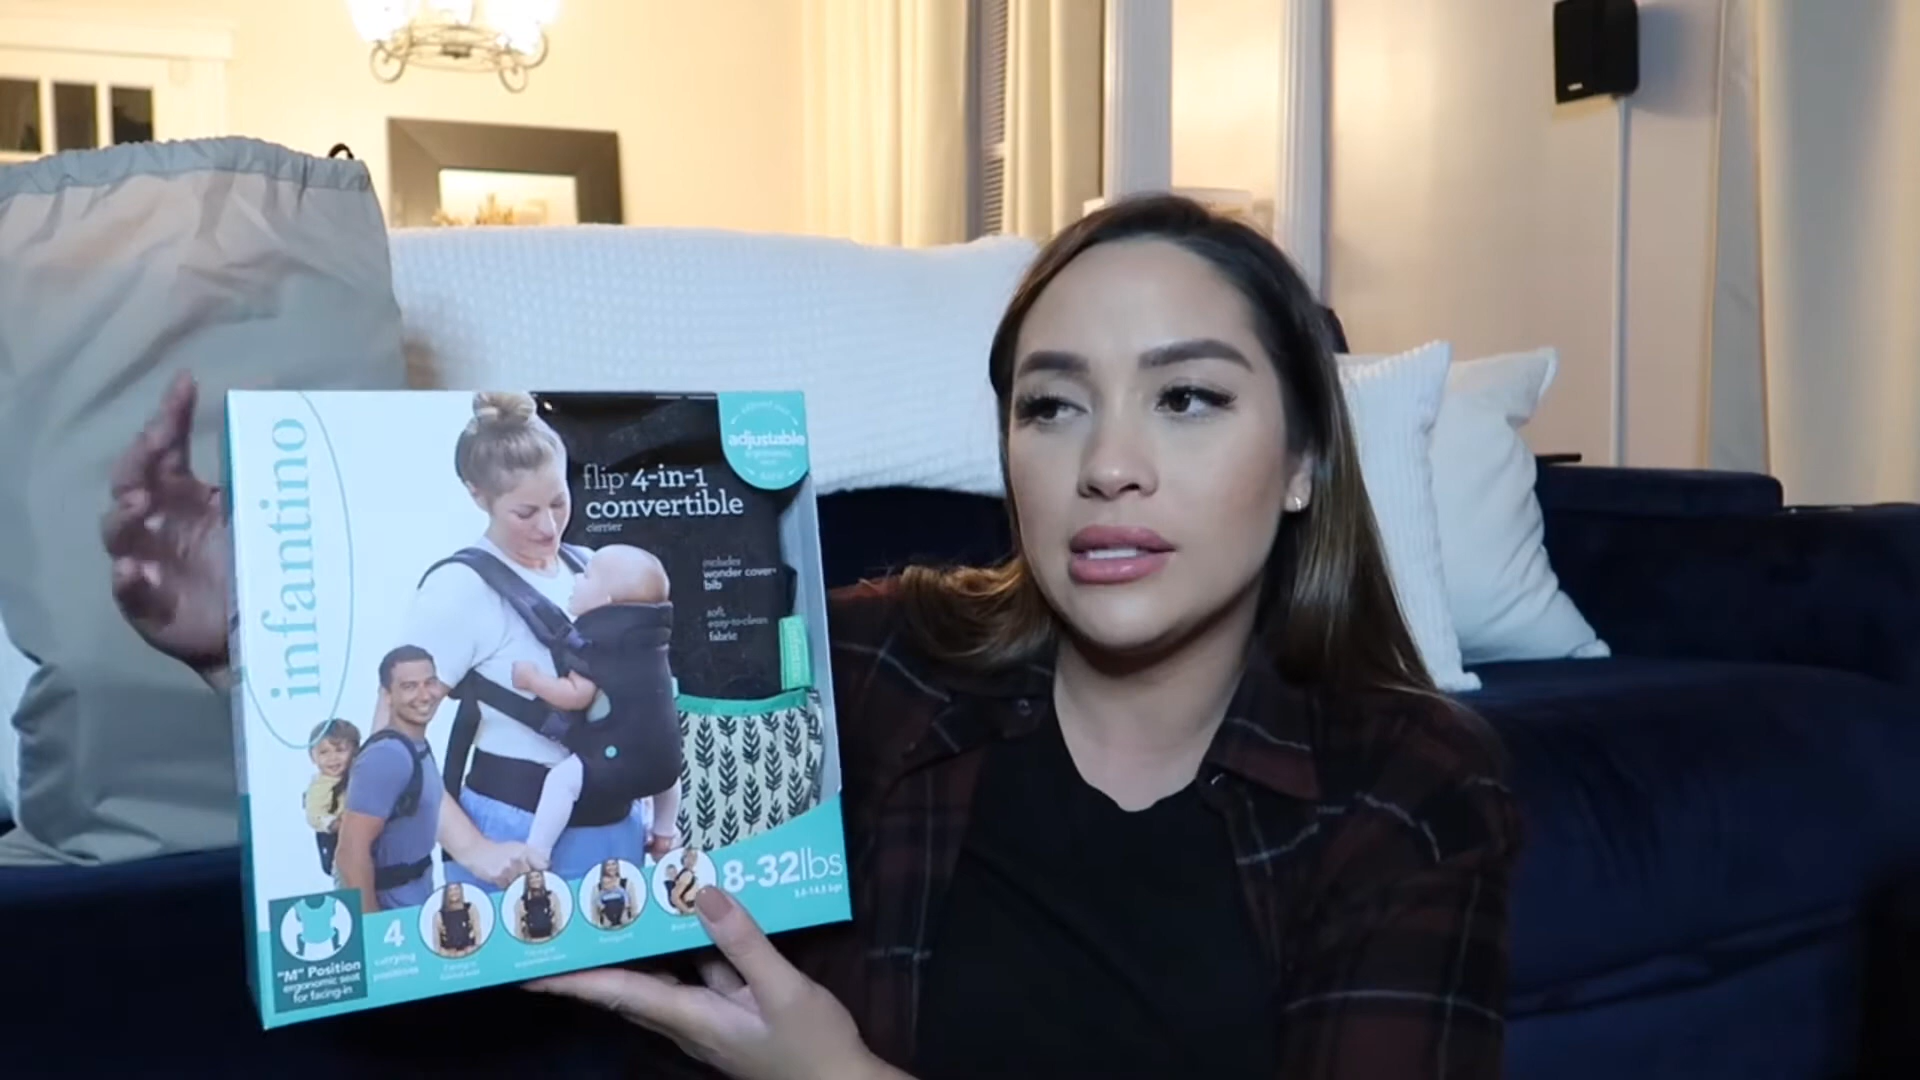 infantino
flip 4-in-1
convertible
carrier
adjustable
includes
wonder cover
bib
soft,
easy-to-clean
fabric
8-32lbs
"M" Position
ergonomic seat
for facing-in
4
carrying
positions